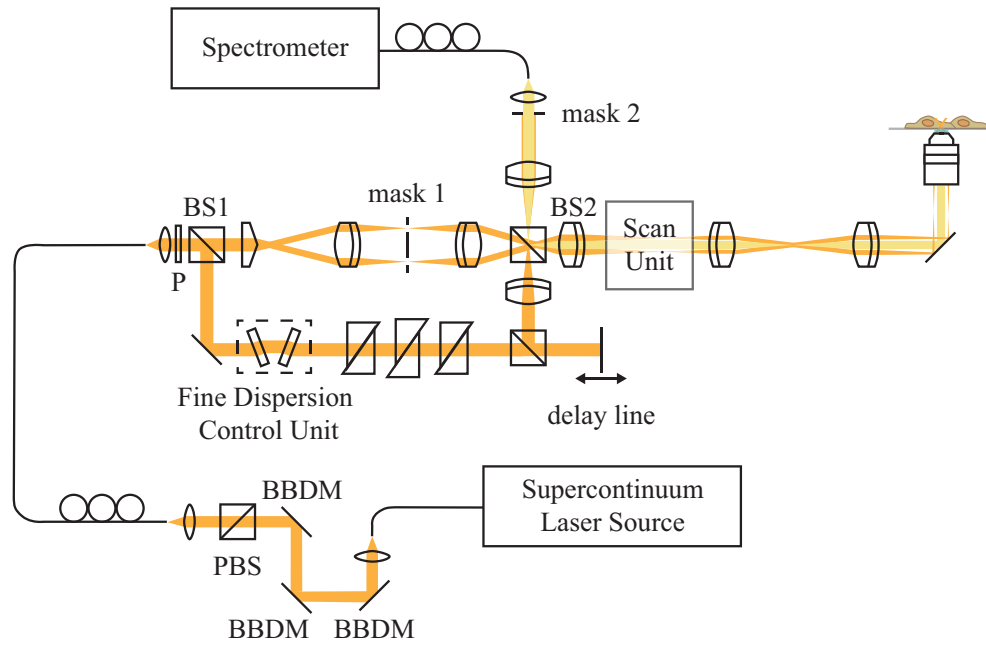 Spectrometer
mask 2
mask 1
BS1
BS2
Scan
Unit
P
Fine Dispersion
Control Unit
delay line
BBDM
Supercontinuum
Laser Source
PBS
BBDM
BBDM